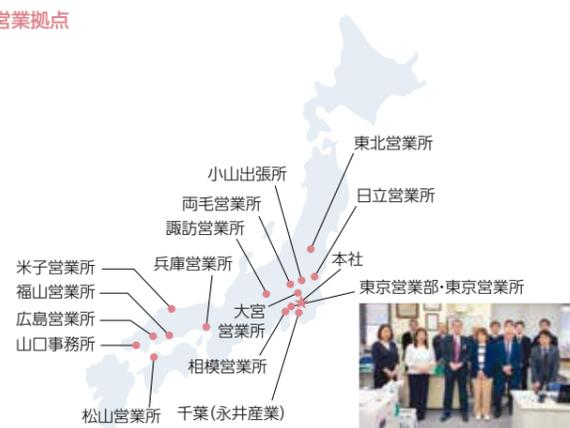 営業拠点
東北営業所
小山出張所
日立営業所
両毛営業所
諏訪営業所
本社
米子営業所
兵庫営業所
東京営業部・東京営業所
福山営業所
大宮
営業所
広島営業所
山口事務所
相模営業所
松山営業所
千葉(永井産業)